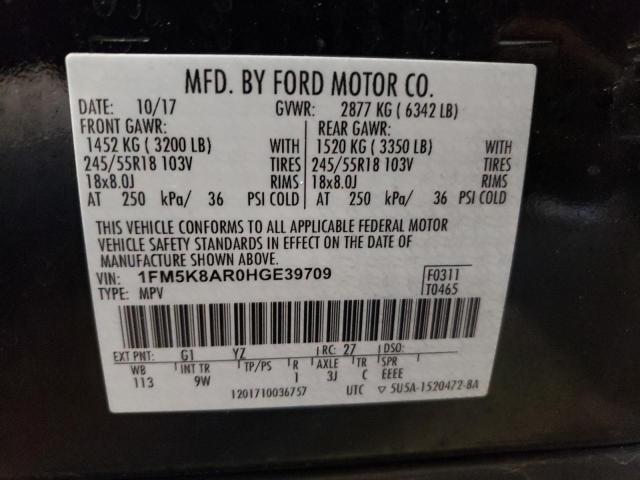 MFD. BY FORD MOTOR CO.
DATE: 10/17 GVWR: 2877 KG ( 6342 LB)
FRONT GAWR: REAR GAWR:
1452 KG ( 3200 LB) WITH 1520 KG ( 3350 LB) WITH
245/55R18 103V TIRES 245/55R18 103V TIRES
18x8.0J RIMS 18x8.0J RIMS
AT 250 kPa/ 36 PSI COLD AT 250 kPa/ 36 PSI COLD
THIS VEHICLE CONFORMS TO ALL APPLICABLE FEDERAL MOTOR
VEHICLE SAFETY STANDARDS IN EFFECT ON THE DATE OF
MANUFACTURE SHOWN ABOVE.
VIN: 1FM5K8AR0HGE39709 F0311
TYPE: MPV T0465
EXT PNT: G1 YZ RC: 27 DSO:
WB INT TR TP/PS R AXLE TR SPR
113 9W 1 3J C EEEE
1201710036757 UTC ▽ 5U5A-1520472-8A